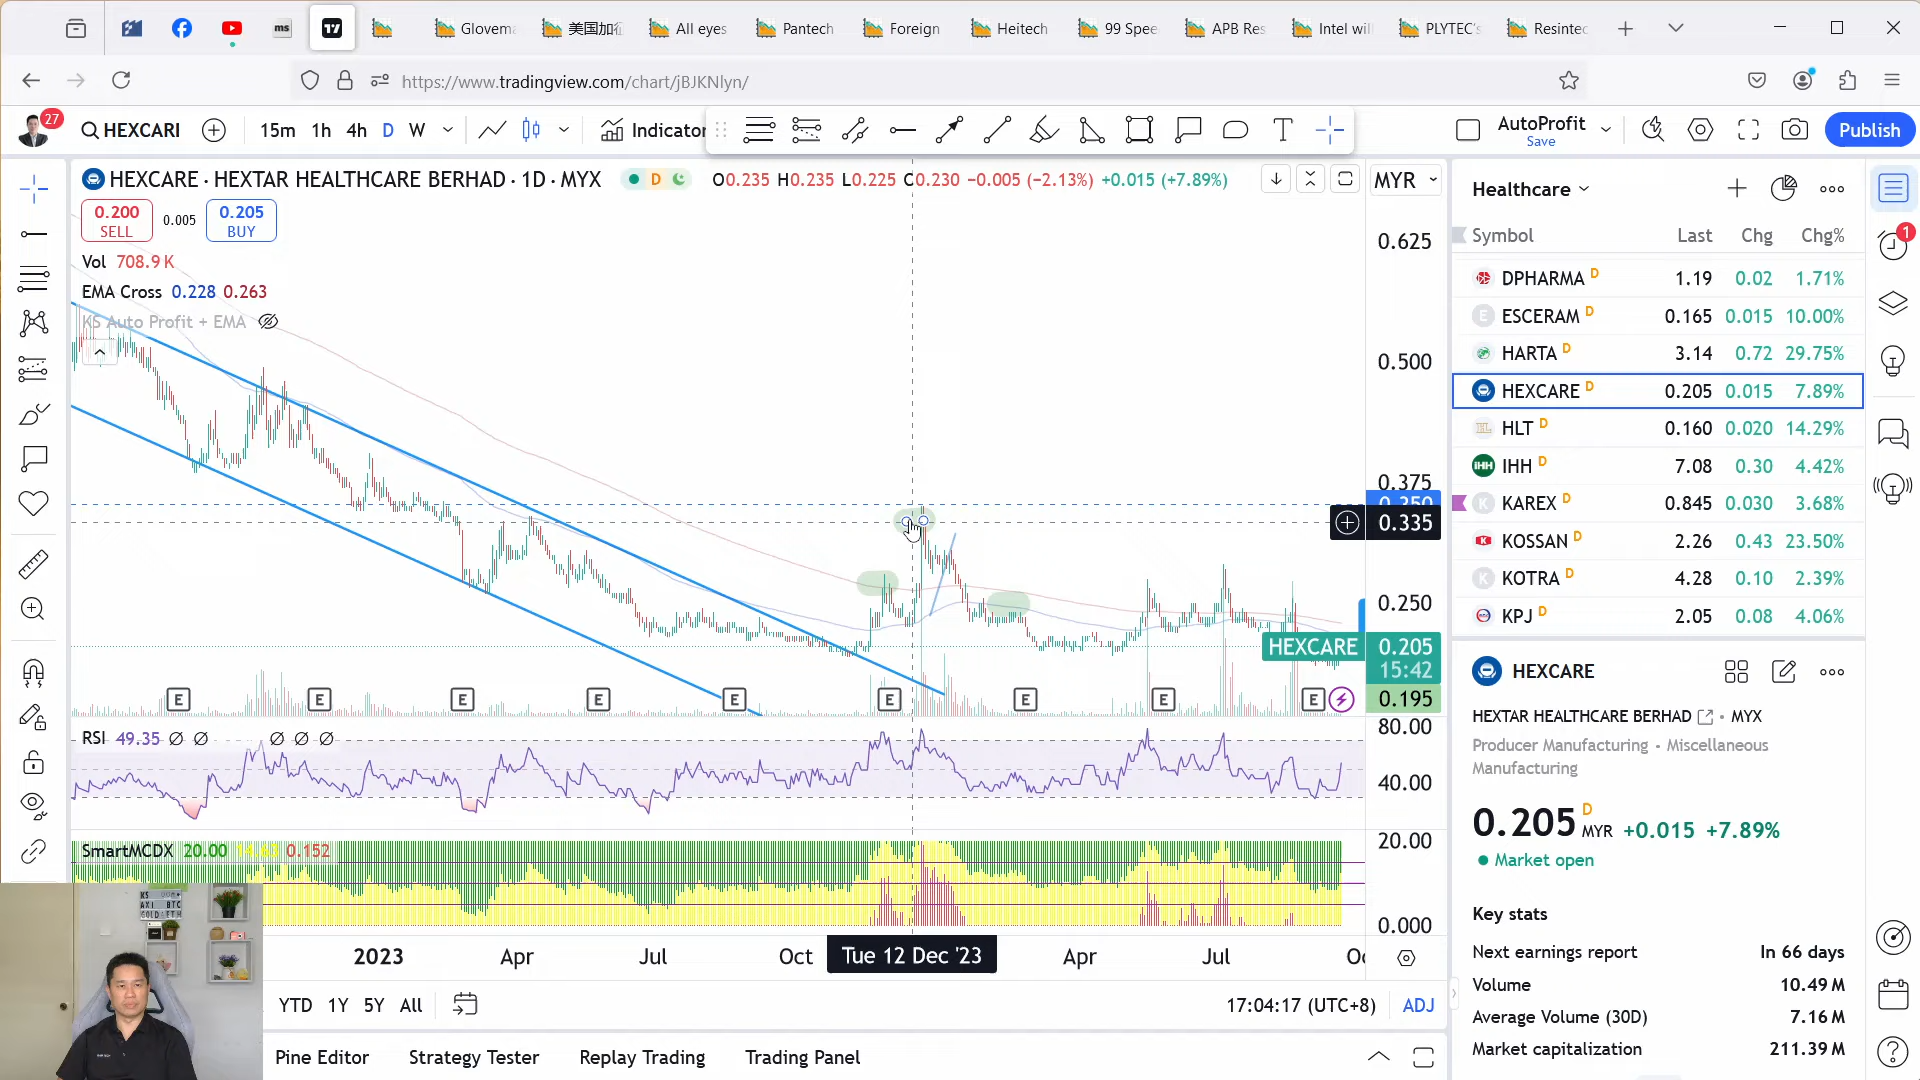 Glovema
美国加征
All eyes
Pantech
Foreign
Heitech
99 Spee
APB Res
Intel will
PLYTEC's
Resintec
https://www.tradingview.com/chart/jBJKNlyn/
27
HEXCARI
15m 1h 4h D W
Indicator
AutoProfit
Save
Publish
HEXCARE · HEXTAR HEALTHCARE BERHAD · 1D · MYX
D
O0.235 H0.235 L0.225 C0.230 −0.005 (−2.13%) +0.015 (+7.89%)
MYR
0.200
SELL
0.005
0.205
BUY
Vol 708.9 K
EMA Cross 0.228 0.263
KS Auto Profit + EMA
0.625
0.500
0.375
0.350
0.335
0.250
HEXCARE 0.205
15:42
0.195
E E E E E E E E E
RSI 49.35 Ø Ø Ø Ø Ø
80.00
40.00
SmartMCDX 20.00 14.63 0.152
20.00
0.000
2023 Apr Jul Oct Tue 12 Dec '23 Apr Jul
YTD 1Y 5Y All
17:04:17 (UTC+8) ADJ
Pine Editor Strategy Tester Replay Trading Trading Panel
Healthcare
Symbol Last Chg Chg%
DPHARMA D 1.19 0.02 1.71%
E ESCERAM D 0.165 0.015 10.00%
HARTA D 3.14 0.72 29.75%
HEXCARE D 0.205 0.015 7.89%
HLT D 0.160 0.020 14.29%
IHH IHH D 7.08 0.30 4.42%
K KAREX D 0.845 0.030 3.68%
KOSSAN D 2.26 0.43 23.50%
K KOTRA D 4.28 0.10 2.39%
KPJ D 2.05 0.08 4.06%
1
HEXCARE
HEXTAR HEALTHCARE BERHAD · MYX
Producer Manufacturing · Miscellaneous
Manufacturing
0.205 D MYR +0.015 +7.89%
Market open
Key stats
Next earnings report In 66 days
Volume 10.49 M
Average Volume (30D) 7.16 M
Market capitalization 211.39 M